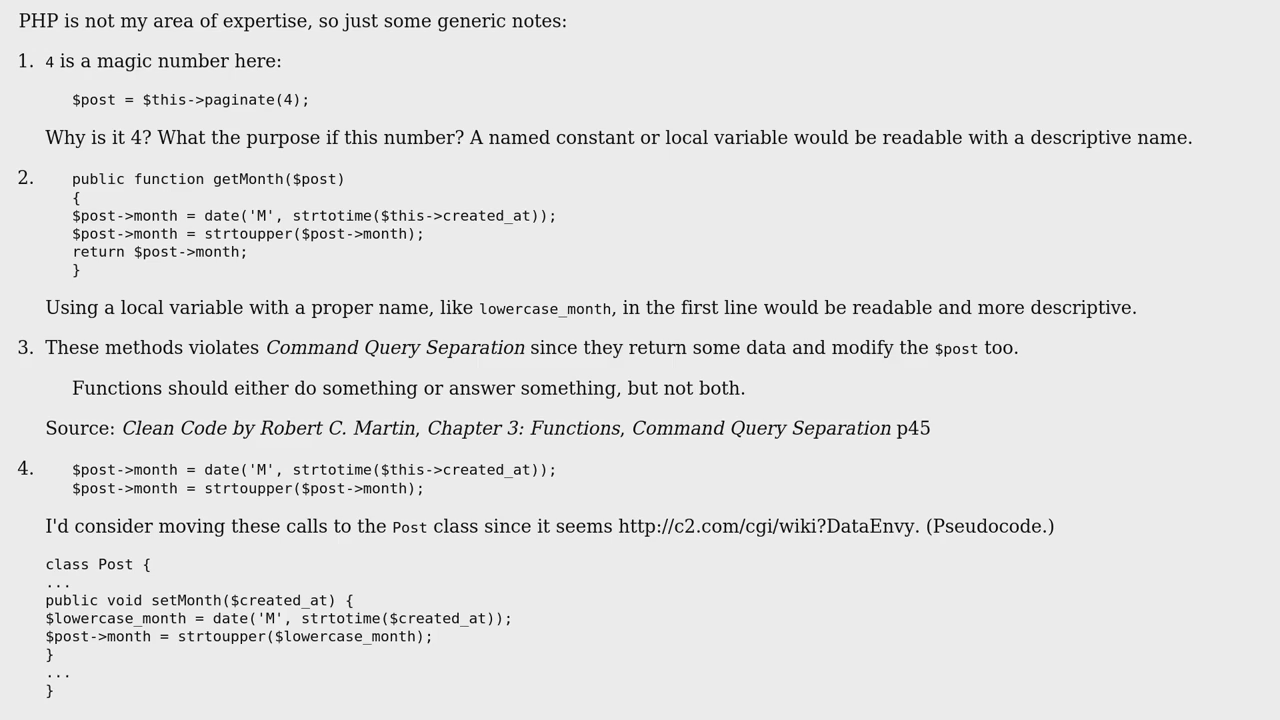 PHP is not my area of expertise, so just some generic notes:
1. 4 is a magic number here:
$post = $this->paginate(4);
Why is it 4? What the purpose if this number? A named constant or local variable would be readable with a descriptive name.
2. public function getMonth($post)
{
$post->month = date('M', strtotime($this->created_at));
$post->month = strtoupper($post->month);
return $post->month;
}
Using a local variable with a proper name, like lowercase_month, in the first line would be readable and more descriptive.
3. These methods violates Command Query Separation since they return some data and modify the $post too.
Functions should either do something or answer something, but not both.
Source: Clean Code by Robert C. Martin, Chapter 3: Functions, Command Query Separation p45
4. $post->month = date('M', strtotime($this->created_at));
$post->month = strtoupper($post->month);
I'd consider moving these calls to the Post class since it seems http://c2.com/cgi/wiki?DataEnvy. (Pseudocode.)
class Post {
...
public void setMonth($created_at) {
$lowercase_month = date('M', strtotime($created_at));
$post->month = strtoupper($lowercase_month);
}
...
}